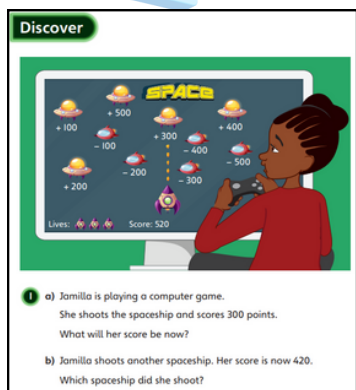 Discover
SPACE
+ 500
+ 100
+ 300
+ 400
– 100
– 400
– 500
– 200
– 300
+ 200
Lives:
Score: 520
1 a) Jamilla is playing a computer game.
She shoots the spaceship and scores 300 points.
What will her score be now?
b) Jamilla shoots another spaceship. Her score is now 420.
Which spaceship did she shoot?